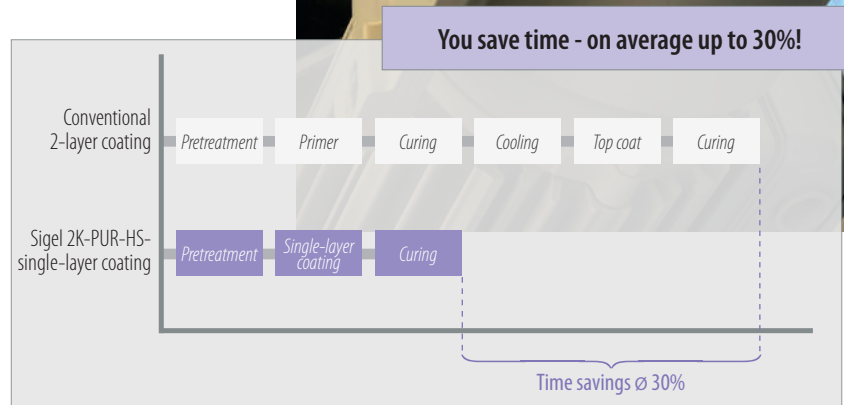 You save time - on average up to 30%!
Conventional
2-layer coating
Pretreatment
Primer
Curing
Cooling
Top coat
Curing
Sigel 2K-PUR-HS-
single-layer coating
Pretreatment
Single-layer
coating
Curing
Time savings Ø 30%